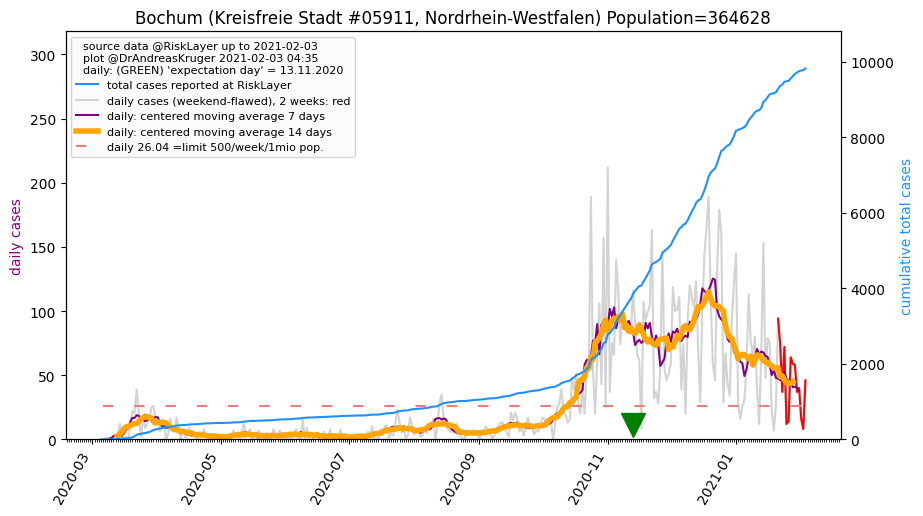 Bochum (Kreisfreie Stadt #05911, Nordrhein-Westfalen) Population=364628
source data @RiskLayer up to 2021-02-03
plot @DrAndreasKruger 2021-02-03 04:35
daily: (GREEN) 'expectation day' = 13.11.2020
total cases reported at RiskLayer
daily cases (weekend-flawed), 2 weeks: red
daily: centered moving average 7 days
daily: centered moving average 14 days
daily 26.04 =limit 500/week/1mio pop.
daily cases
300
250
200
150
100
50
0
cumulative total cases
10000
8000
6000
4000
2000
0
2020-03
2020-05
2020-07
2020-09
2020-11
2021-01